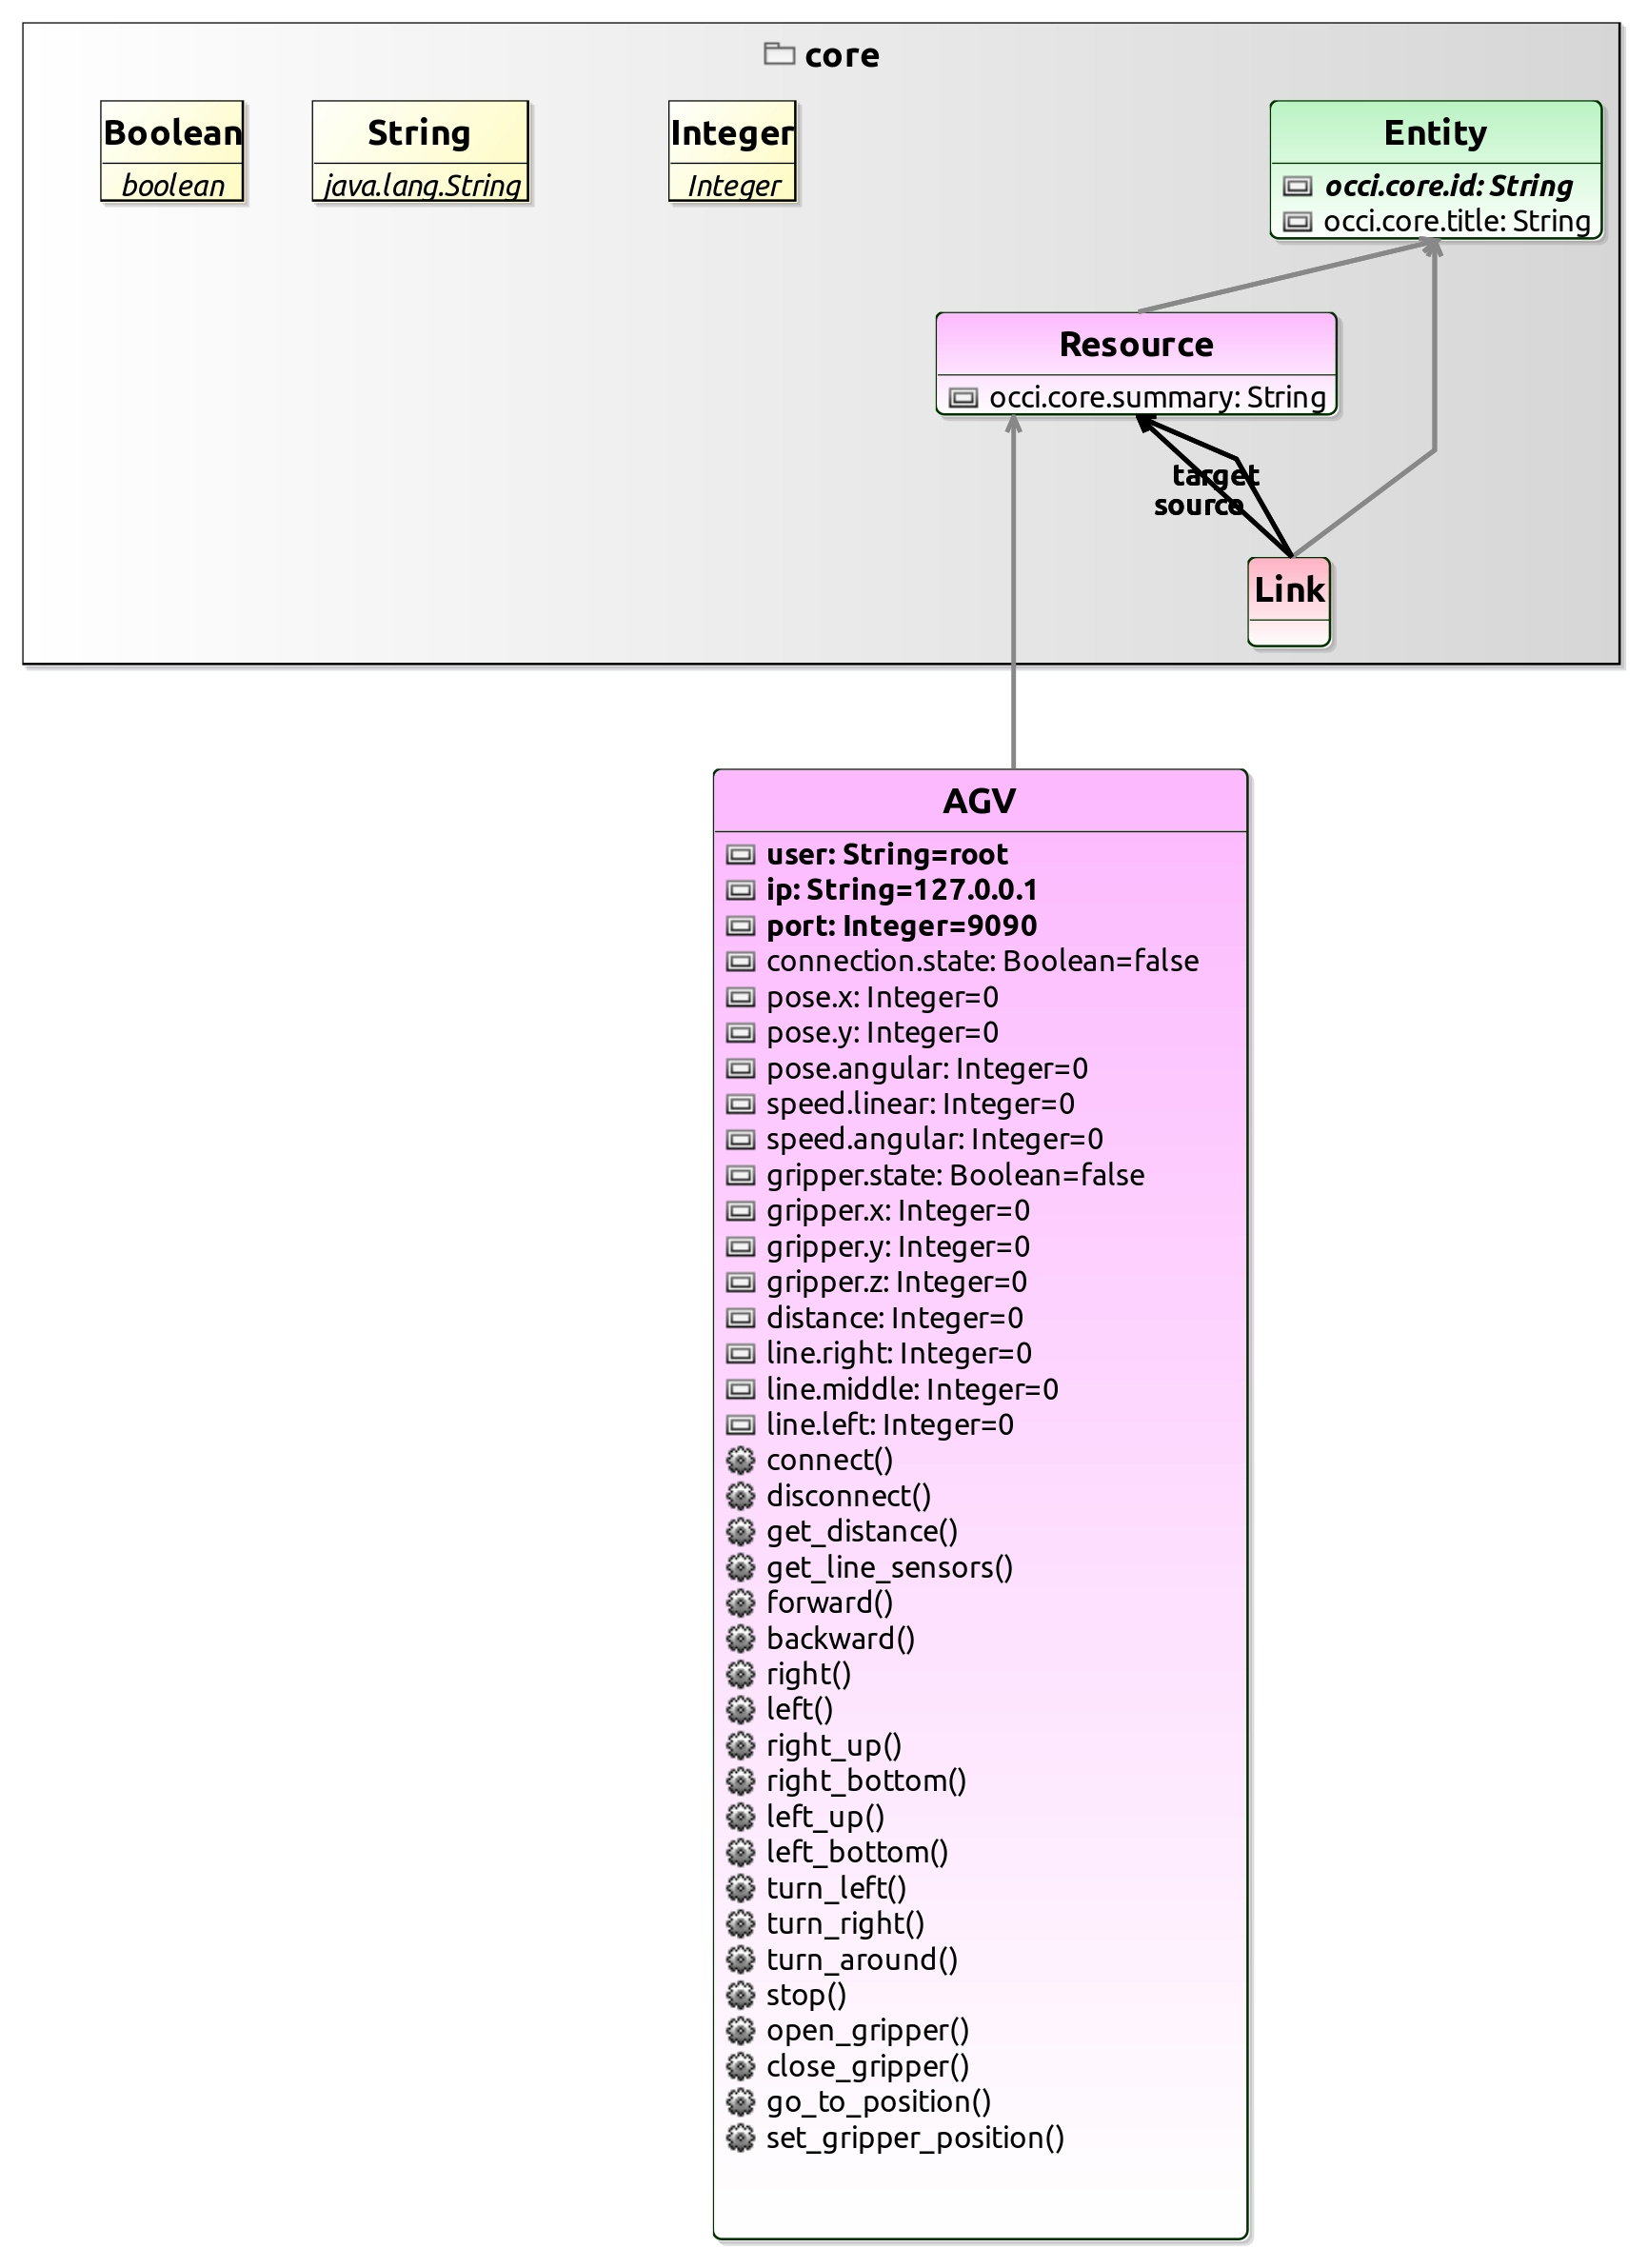 core
Boolean
boolean
String
java.lang.String
Integer
Integer
Entity
occi.core.id: String
occi.core.title: String
Resource
occi.core.summary: String
target
source
Link
AGV
user: String=root
ip: String=127.0.0.1
port: Integer=9090
connection.state: Boolean=false
pose.x: Integer=0
pose.y: Integer=0
pose.angular: Integer=0
speed.linear: Integer=0
speed.angular: Integer=0
gripper.state: Boolean=false
gripper.x: Integer=0
gripper.y: Integer=0
gripper.z: Integer=0
distance: Integer=0
line.right: Integer=0
line.middle: Integer=0
line.left: Integer=0
connect()
disconnect()
get_distance()
get_line_sensors()
forward()
backward()
right()
left()
right_up()
right_bottom()
left_up()
left_bottom()
turn_left()
turn_right()
turn_around()
stop()
open_gripper()
close_gripper()
go_to_position()
set_gripper_position()